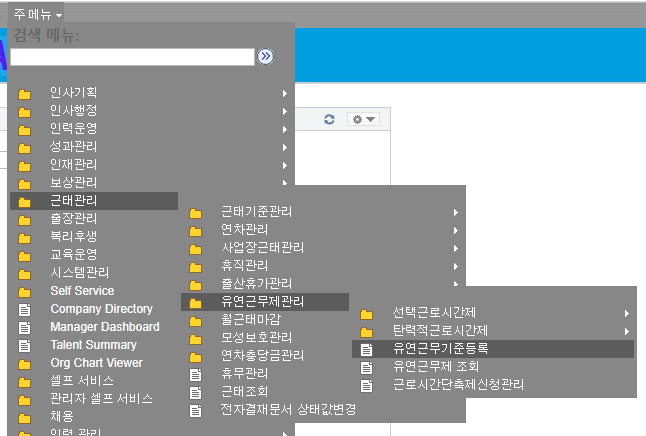 주 메뉴
검색 메뉴:
인사기획
인사행정
인력운영
성과관리
인재관리
보상관리
근태관리
출장관리
복리후생
교육운영
시스템관리
Self Service
Company Directory
Manager Dashboard
Talent Summary
Org Chart Viewer
셀프 서비스
관리자 셀프 서비스
채용
인력 관리
근태기준관리
연차관리
사업장근태관리
휴직관리
출산휴가관리
유연근무제관리
월근태마감
모성보호관리
연차충당금관리
휴무관리
근태조회
전자결재문서 상태값변경
선택근로시간제
탄력적근로시간제
유연근무기준등록
유연근무제 조회
근로시간단축제신청관리